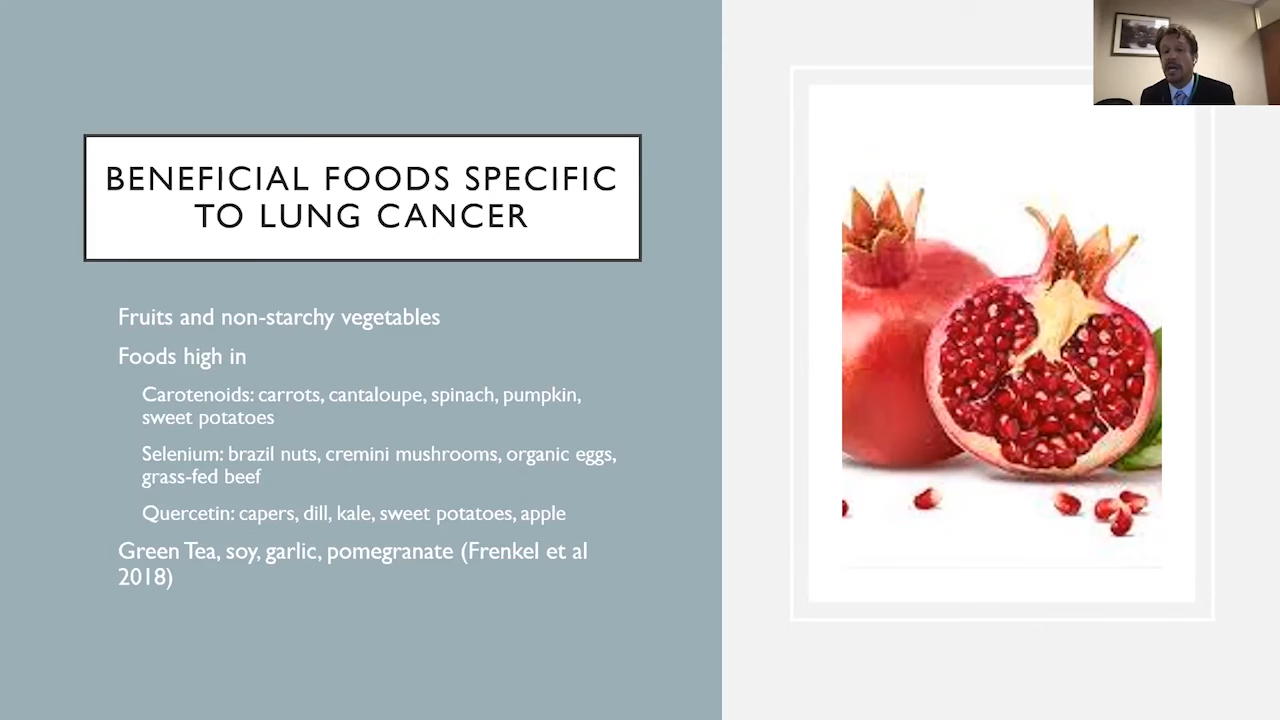 BENEFICIAL FOODS SPECIFIC
TO LUNG CANCER
Fruits and non-starchy vegetables
Foods high in
Carotenoids: carrots, cantaloupe, spinach, pumpkin,
sweet potatoes
Selenium: brazil nuts, cremini mushrooms, organic eggs,
grass-fed beef
Quercetin: capers, dill, kale, sweet potatoes, apple
Green Tea, soy, garlic, pomegranate (Frenkel et al
2018)